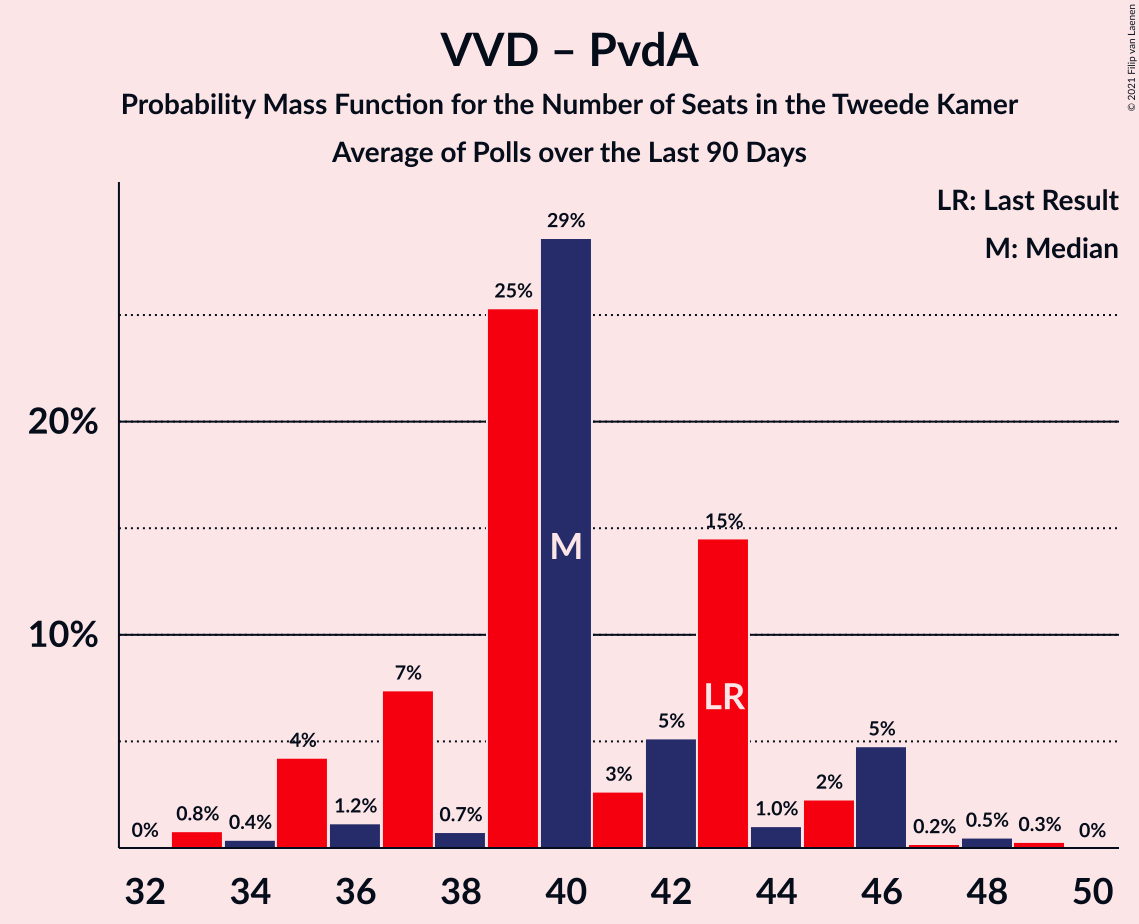 VVD – PvdA
Probability Mass Function for the Number of Seats in the Tweede Kamer
Average of Polls over the Last 90 Days
© 2021 Filip van Laenen
LR: Last Result
M: Median
20%
10%
0%
0.8%
0.4%
4%
1.2%
7%
0.7%
25%
29%
3%
5%
15%
1.0%
2%
5%
0.2%
0.5%
0.3%
0%
M
LR
32 34 36 38 40 42 44 46 48 50